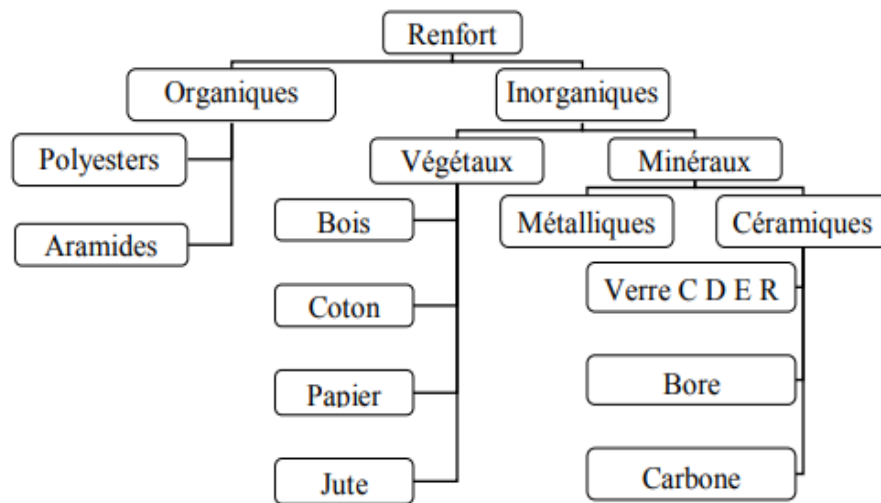 Renfort
Organiques
Inorganiques
Polyesters
Végétaux
Minéraux
Bois
Métalliques
Céramiques
Aramides
Verre C D E R
Coton
Bore
Papier
Jute
Carbone